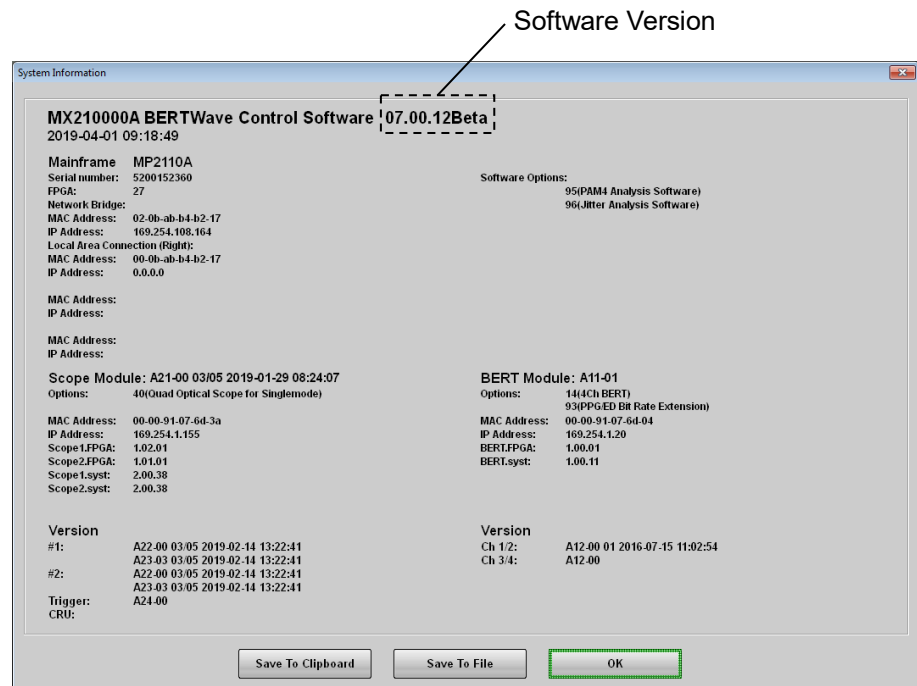 Software Version
System Information
MX210000A BERTWave Control Software 07.00.12Beta
2019-04-01 09:18:49
Mainframe MP2110A
Serial number: 5200152360
FPGA: 27
Network Bridge:
MAC Address: 02-0b-ab-b4-b2-17
IP Address: 169.254.108.164
Local Area Connection (Right):
MAC Address: 00-0b-ab-b4-b2-17
IP Address: 0.0.0.0
MAC Address:
IP Address:
MAC Address:
IP Address:
Software Options:
95(PAM4 Analysis Software)
96(Jitter Analysis Software)
Scope Module: A21-00 03/05 2019-01-29 08:24:07
Options: 40(Quad Optical Scope for Singlemode)
MAC Address: 00-00-91-07-6d-3a
IP Address: 169.254.1.155
Scope1.FPGA: 1.02.01
Scope2.FPGA: 1.01.01
Scope1.syst: 2.00.38
Scope2.syst: 2.00.38
BERT Module: A11-01
Options: 14(4Ch BERT)
93(PPG/ED Bit Rate Extension)
MAC Address: 00-00-91-07-6d-04
IP Address: 169.254.1.20
BERT.FPGA: 1.00.01
BERT.syst: 1.00.11
Version
#1: A22-00 03/05 2019-02-14 13:22:41
A23-03 03/05 2019-02-14 13:22:41
#2: A22-00 03/05 2019-02-14 13:22:41
A23-03 03/05 2019-02-14 13:22:41
Trigger: A24-00
CRU:
Version
Ch 1/2: A12-00 01 2016-07-15 11:02:54
Ch 3/4: A12-00
Save To Clipboard
Save To File
OK